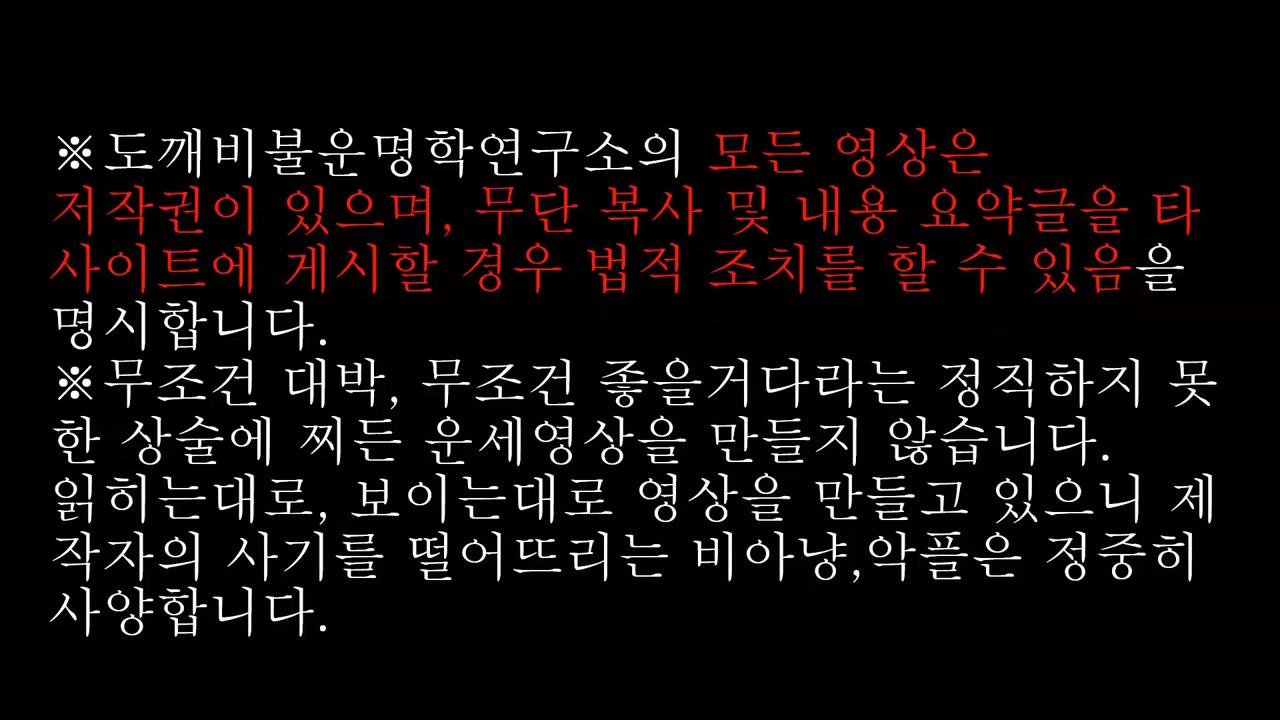 ※도깨비불운명학연구소의 모든 영상은
저작권이 있으며, 무단 복사 및 내용 요약글을 타
사이트에 게시할 경우 법적 조치를 할 수 있음을
명시합니다.
※무조건 대박, 무조건 좋을거다라는 정직하지 못
한 상술에 찌든 운세영상을 만들지 않습니다.
읽히는대로, 보이는대로 영상을 만들고 있으니 제
작자의 사기를 떨어뜨리는 비아냥,악플은 정중히
사양합니다.